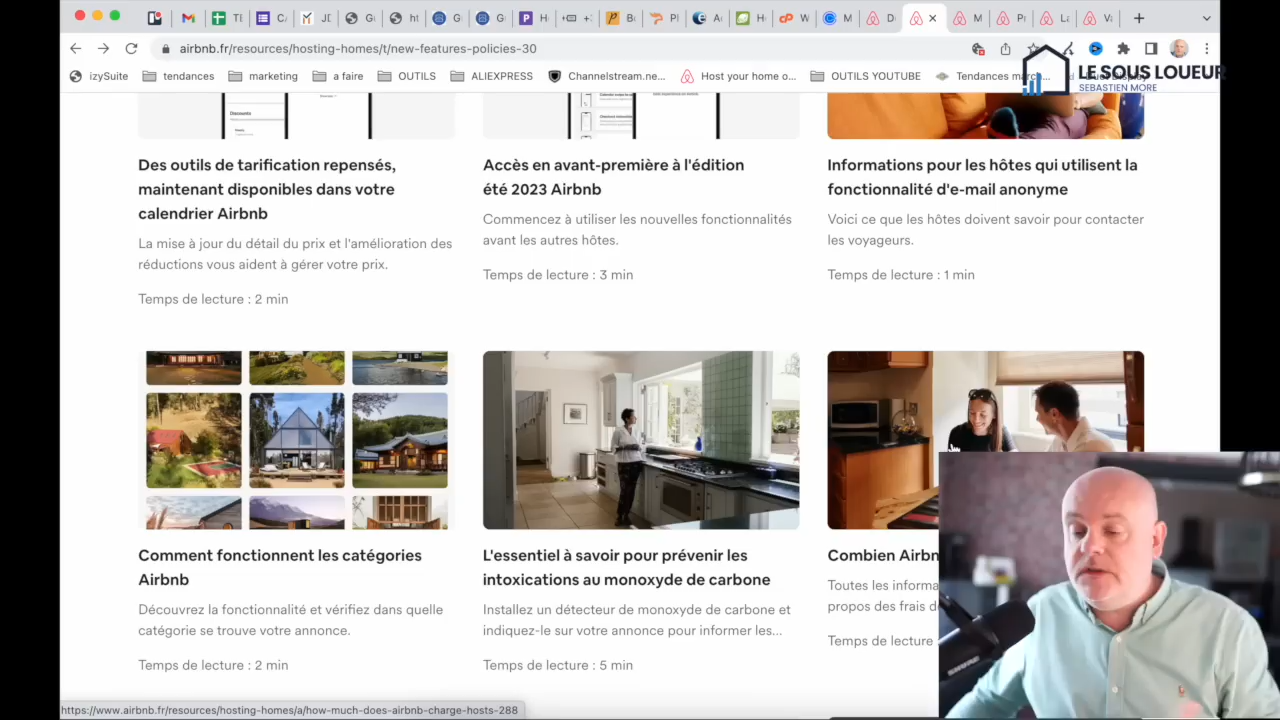 TI
C
J
G
ht
G
G
H
+3
B
Pl
A
H
W
M
D
M
P
L
V
airbnb.fr/resources/hosting-homes/t/new-features-policies-30
izySuite
tendances
marketing
a faire
OUTILS
ALIEXPRESS
Channelstream.ne...
Host your home o...
OUTILS YOUTUBE
Tendances
LE SOUS LOUEUR
SEBASTIEN MORE
Discounts
Des outils de tarification repensés,
maintenant disponibles dans votre
calendrier Airbnb
La mise à jour du détail du prix et l'amélioration des
réductions vous aident à gérer votre prix.
Temps de lecture : 2 min
Accès en avant-première à l'édition
été 2023 Airbnb
Commencez à utiliser les nouvelles fonctionnalités
avant les autres hôtes.
Temps de lecture : 3 min
Informations pour les hôtes qui utilisent la
fonctionnalité d'e-mail anonyme
Voici ce que les hôtes doivent savoir pour contacter
les voyageurs.
Temps de lecture : 1 min
Comment fonctionnent les catégories
Airbnb
Découvrez la fonctionnalité et vérifiez dans quelle
catégorie se trouve votre annonce.
Temps de lecture : 2 min
L'essentiel à savoir pour prévenir les
intoxications au monoxyde de carbone
Installez un détecteur de monoxyde de carbone et
indiquez-le sur votre annonce pour informer les...
Temps de lecture : 5 min
Combien Airbn
Toutes les informa
propos des frais d
Temps de lecture :
https://www.airbnb.fr/resources/hosting-homes/a/how-much-does-airbnb-charge-hosts-288